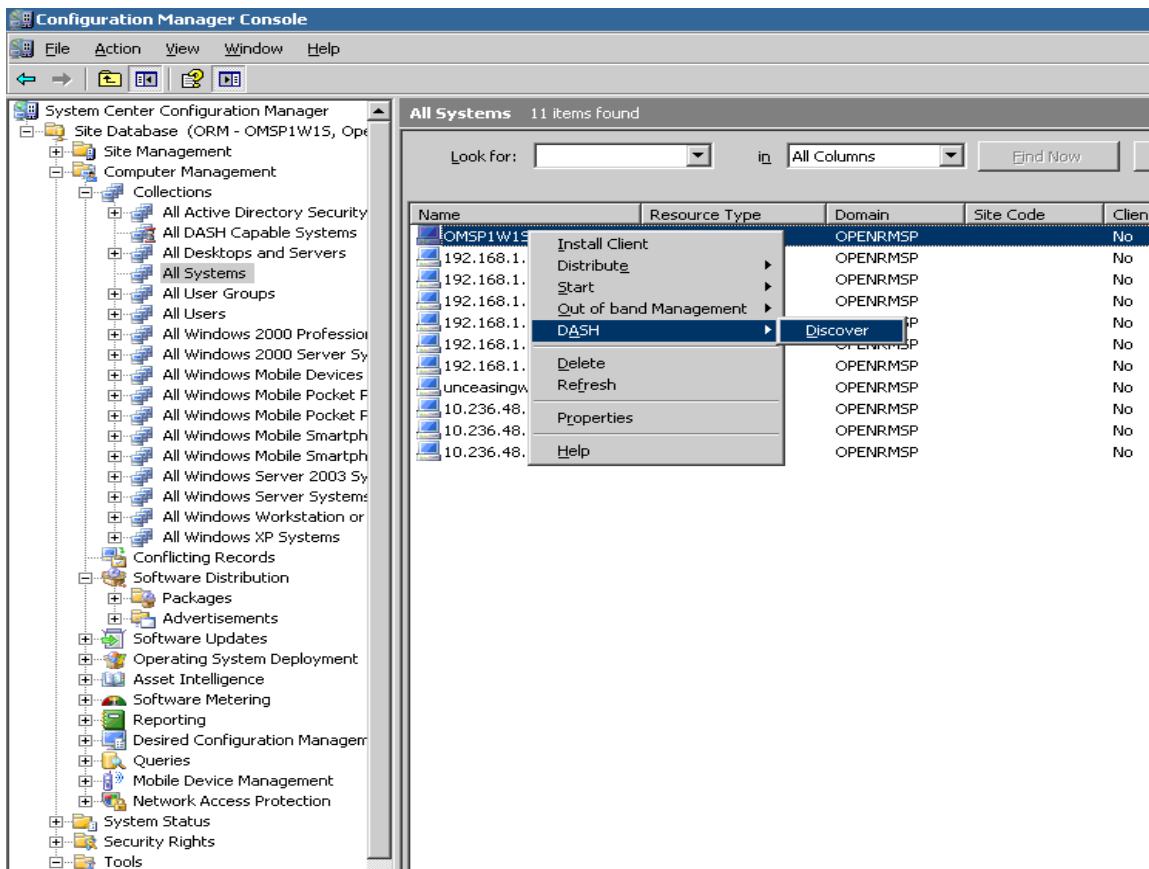 Configuration Manager Console
File Action View Window Help
System Center Configuration Manager
Site Database (ORM - OMSP1W1S, Ope
Site Management
Computer Management
Collections
All Active Directory Security
All DASH Capable Systems
All Desktops and Servers
All Systems
All User Groups
All Users
All Windows 2000 Profession
All Windows 2000 Server Sy
All Windows Mobile Devices
All Windows Mobile Pocket P
All Windows Mobile Pocket P
All Windows Mobile Smartph
All Windows Mobile Smartph
All Windows Server 2003 Sy
All Windows Server Systems
All Windows Workstation or
All Windows XP Systems
Conflicting Records
Software Distribution
Packages
Advertisements
Software Updates
Operating System Deployment
Asset Intelligence
Software Metering
Reporting
Desired Configuration Managem
Queries
Mobile Device Management
Network Access Protection
System Status
Security Rights
Tools
All Systems 11 items found
Look for: in All Columns Find Now
Name Resource Type Domain Site Code Clien
OMSP1W1S OPENRMSP No
192.168.1. OPENRMSP No
192.168.1. OPENRMSP No
192.168.1. OPENRMSP No
192.168.1. No
192.168.1. OPENRMSP No
192.168.1. OPENRMSP No
unceasingw OPENRMSP No
10.236.48. OPENRMSP No
10.236.48. OPENRMSP No
10.236.48. OPENRMSP No
Install Client
Distribute
Start
Out of band Management
DASH
Discover
Delete
Refresh
Properties
Help